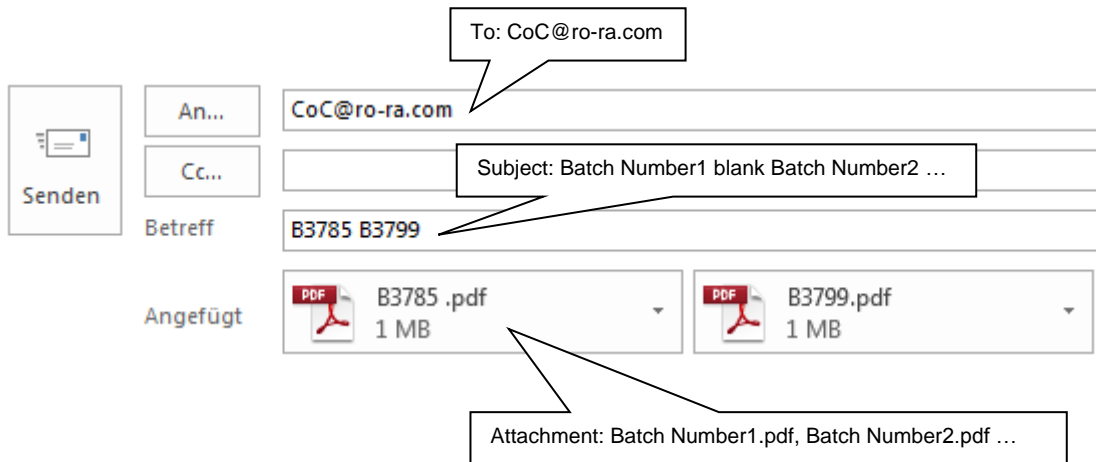 To: CoC@ro-ra.com
An...
CoC@ro-ra.com
Senden
Cc...
Subject: Batch Number1 blank Batch Number2 …
Betreff
B3785 B3799
Angefügt
PDF
B3785 .pdf
1 MB
PDF
B3799.pdf
1 MB
Attachment: Batch Number1.pdf, Batch Number2.pdf …